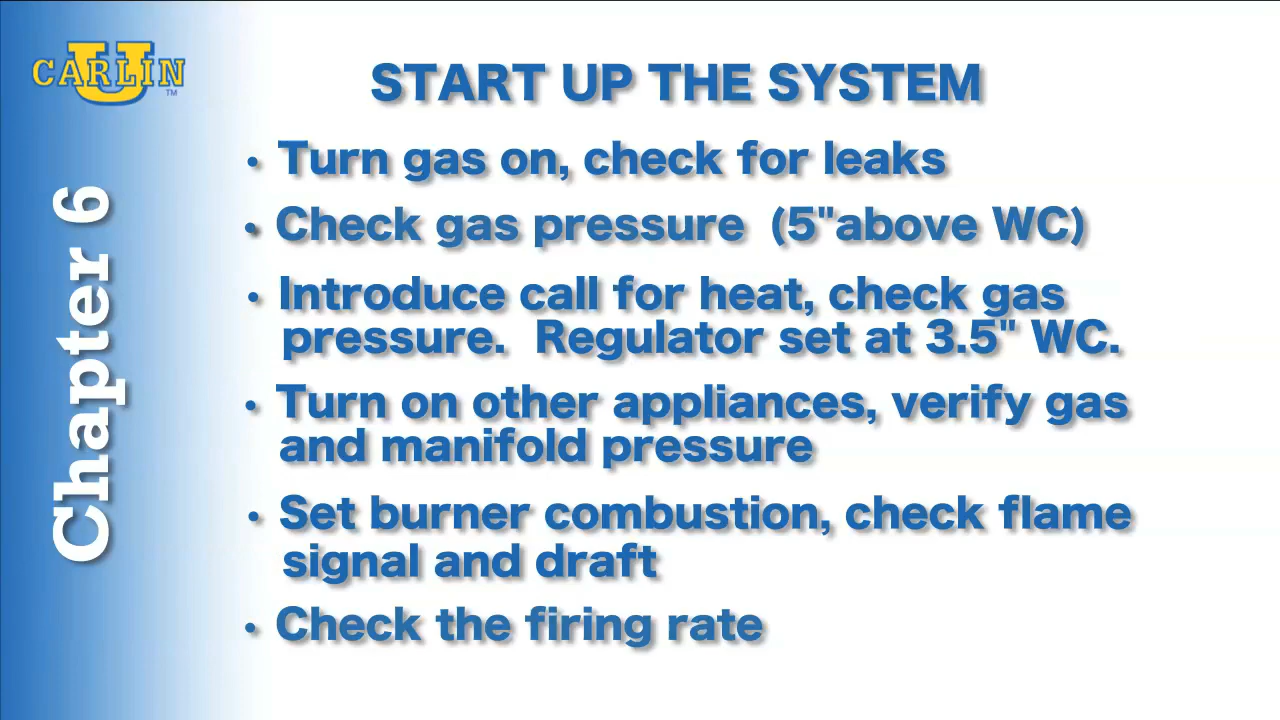 CARLIN U
TM
Chapter 6
START UP THE SYSTEM
• Turn gas on, check for leaks
• Check gas pressure (5"above WC)
• Introduce call for heat, check gas
pressure. Regulator set at 3.5" WC.
• Turn on other appliances, verify gas
and manifold pressure
• Set burner combustion, check flame
signal and draft
• Check the firing rate